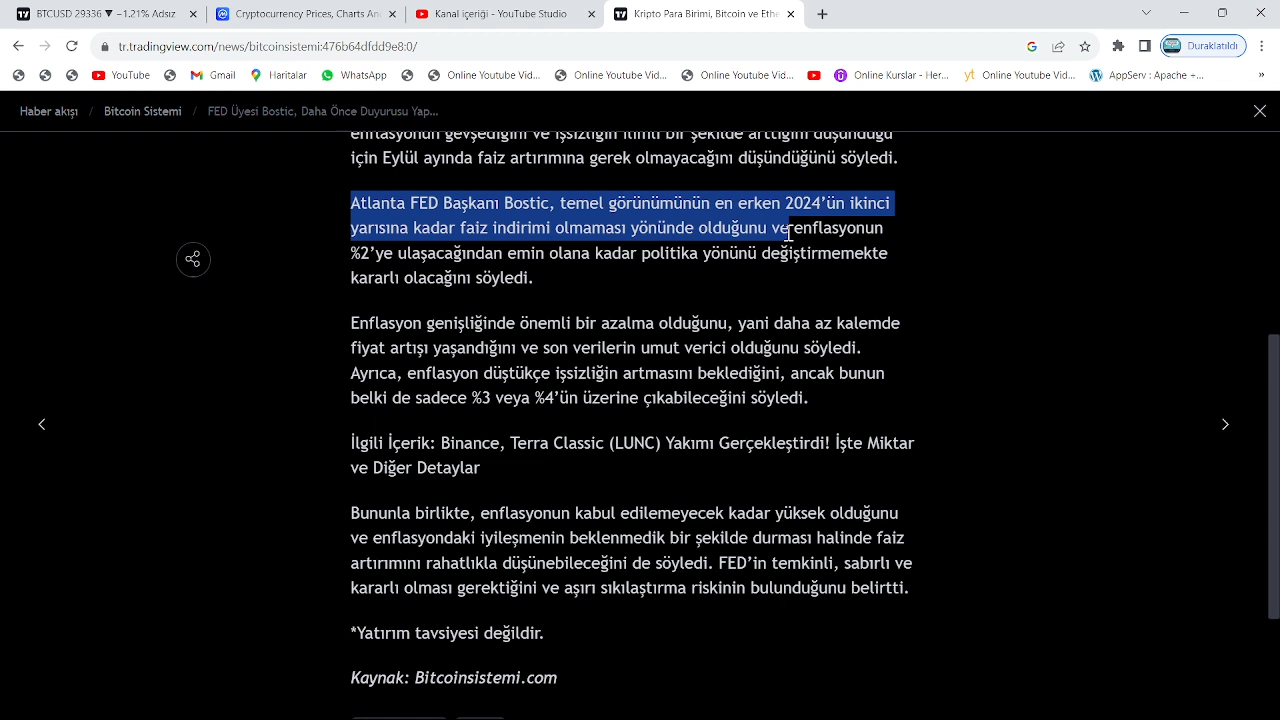 BTCUSD 29336 ▼ −1.21% Adsız
Cryptocurrency Prices, Charts An
Kanal içeriği - YouTube Studio
Kripto Para Birimi, Bitcoin ve Ethe
tr.tradingview.com/news/bitcoinsistemi:476b64dfdd9e8:0/
Duraklatıldı
YouTube
Gmail
Haritalar
WhatsApp
Online Youtube Vid...
Online Youtube Vid...
Online Youtube Vid...
Online Kurslar - Her...
Online Youtube Vid...
AppServ : Apache +...
»
Haber akışı / Bitcoin Sistemi / FED Üyesi Bostic, Daha Önce Duyurusu Yap...
enflasyonun gevşediğini ve işsizliğin ılımlı bir şekilde arttığını düşündüğü
için Eylül ayında faiz artırımına gerek olmayacağını düşündüğünü söyledi.
Atlanta FED Başkanı Bostic, temel görünümünün en erken 2024’ün ikinci
yarısına kadar faiz indirimi olmaması yönünde olduğunu ve enflasyonun
%2’ye ulaşacağından emin olana kadar politika yönünü değiştirmemekte
kararlı olacağını söyledi.
Enflasyon genişliğinde önemli bir azalma olduğunu, yani daha az kalemde
fiyat artışı yaşandığını ve son verilerin umut verici olduğunu söyledi.
Ayrıca, enflasyon düştükçe işsizliğin artmasını beklediğini, ancak bunun
belki de sadece %3 veya %4’ün üzerine çıkabileceğini söyledi.
İlgili İçerik: Binance, Terra Classic (LUNC) Yakımı Gerçekleştirdi! İşte Miktar
ve Diğer Detaylar
Bununla birlikte, enflasyonun kabul edilemeyecek kadar yüksek olduğunu
ve enflasyondaki iyileşmenin beklenmedik bir şekilde durması halinde faiz
artırımını rahatlıkla düşünebileceğini de söyledi. FED’in temkinli, sabırlı ve
kararlı olması gerektiğini ve aşırı sıkılaştırma riskinin bulunduğunu belirtti.
*Yatırım tavsiyesi değildir.
Kaynak: Bitcoinsistemi.com